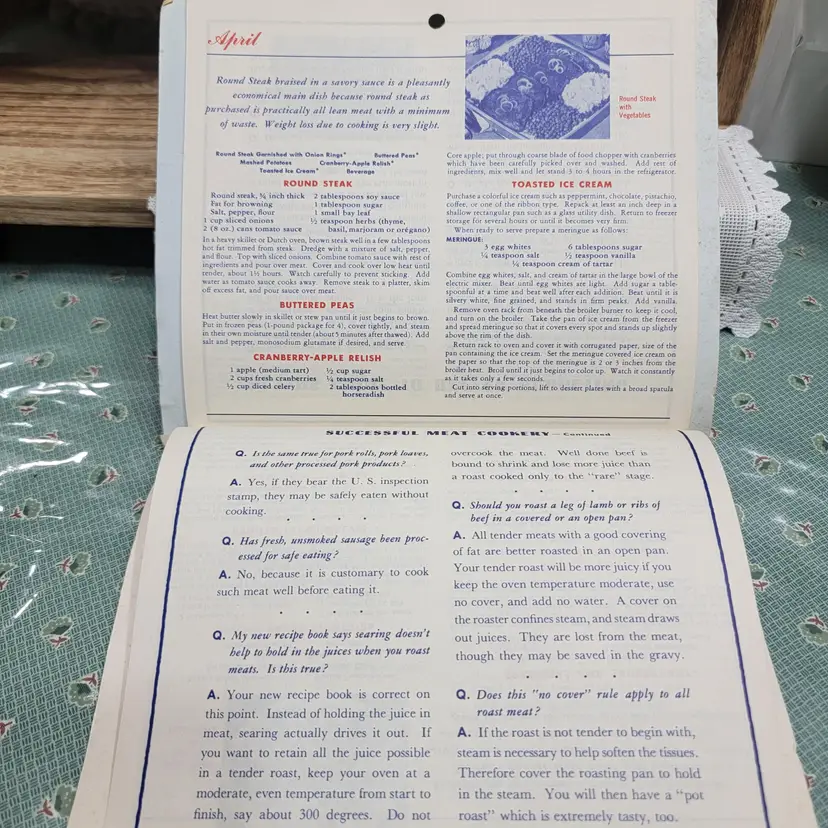 April
Round Steak braised in a savory sauce is a pleasantly
economical main dish because round steak as
purchased is practically all lean meat with a minimum
of waste. Weight loss due to cooking is very slight.
Round Steak
with
Vegetables
Round Steak Garnished with Onion Rings* Buttered Peas*
Mashed Potatoes Cranberry-Apple Relish*
Toasted Ice Cream* Beverage
ROUND STEAK
Round steak, ¾ inch thick 2 tablespoons soy sauce
Fat for browning 1 tablespoon sugar
Salt, pepper, flour 1 small bay leaf
1 cup sliced onions ½ teaspoon herbs (thyme,
2 (8 oz.) cans tomato sauce basil, marjoram or orégano)
In a heavy skillet or Dutch oven, brown steak well in a few tablespoons
hot fat trimmed from steak. Dredge with a mixture of salt, pepper,
and flour. Top with sliced onions. Combine tomato sauce with rest of
ingredients and pour over meat. Cover and cook over low heat until
tender, about 1½ hours. Watch carefully to prevent sticking. Add
water as tomato sauce cooks away. Remove steak to a platter, skim
off excess fat, and pour sauce over meat.
BUTTERED PEAS
Heat butter slowly in skillet or stew pan until it just begins to brown.
Put in frozen peas (1-pound package for 4), cover tightly, and steam
in their own moisture until tender (about 5 minutes after thawed). Add
salt and pepper, monosodium glutamate if desired, and serve.
CRANBERRY-APPLE RELISH
1 apple (medium tart) ½ cup sugar
2 cups fresh cranberries ¼ teaspoon salt
½ cup diced celery 2 tablespoons bottled
horseradish
Core apple; put through coarse blade of food chopper with cranberries
which have been carefully picked over and washed. Add rest of
ingredients, mix well and let stand 3 to 4 hours in the refrigerator.
TOASTED ICE CREAM
Purchase a colorful ice cream such as peppermint, chocolate, pistachio,
coffee, or one of the ribbon type. Repack at least an inch deep in a
shallow rectangular pan such as a glass utility dish. Return to freezer
storage for several hours or until it becomes very firm.
When ready to serve prepare a meringue as follows:
MERINGUE:
3 egg whites 6 tablespoons sugar
¼ teaspoon salt ½ teaspoon vanilla
¼ teaspoon cream of tartar
Combine egg whites, salt, and cream of tartar in the large bowl of the
electric mixer. Beat until egg whites are light. Add sugar a table-
spoonful at a time and beat well after each addition. Beat until it is
silvery white, fine grained, and stands in firm peaks. Add vanilla.
Remove oven rack from beneath the broiler burner to keep it cool,
and turn on the broiler. Take the pan of ice cream from the freezer
and spread meringue so that it covers every spot and stands up slightly
above the rim of the dish.
Return rack to oven and cover it with corrugated paper, size of the
pan containing the ice cream. Set the meringue covered ice cream on
the paper so that the top of the meringue is 2 or 3 inches from the
broiler heat. Broil until it just begins to color up. Watch it constantly
as it takes only a few seconds.
Cut into serving portions, lift to dessert plates with a broad spatula
and serve at once.
SUCCESSFUL MEAT COOKERY—Continued
Q. Is the same true for pork rolls, pork loaves,
and other processed pork products?
A. Yes, if they bear the U. S. inspection
stamp, they may be safely eaten without
cooking.
Q. Has fresh, unsmoked sausage been proc-
essed for safe eating?
A. No, because it is customary to cook
such meat well before eating it.
Q. My new recipe book says searing doesn't
help to hold in the juices when you roast
meats. Is this true?
A. Your new recipe book is correct on
this point. Instead of holding the juice in
meat, searing actually drives it out. If
you want to retain all the juice possible
in a tender roast, keep your oven at a
moderate, even temperature from start to
finish, say about 300 degrees. Do not
overcook the meat. Well done beef is
bound to shrink and lose more juice than
a roast cooked only to the "rare" stage.
Q. Should you roast a leg of lamb or ribs of
beef in a covered or an open pan?
A. All tender meats with a good covering
of fat are better roasted in an open pan.
Your tender roast will be more juicy if you
keep the oven temperature moderate, use
no cover, and add no water. A cover on
the roaster confines steam, and steam draws
out juices. They are lost from the meat,
though they may be saved in the gravy.
Q. Does this "no cover" rule apply to all
roast meat?
A. If the roast is not tender to begin with,
steam is necessary to help soften the tissues.
Therefore cover the roasting pan to hold
in the steam. You will then have a "pot
roast" which is extremely tasty, too.